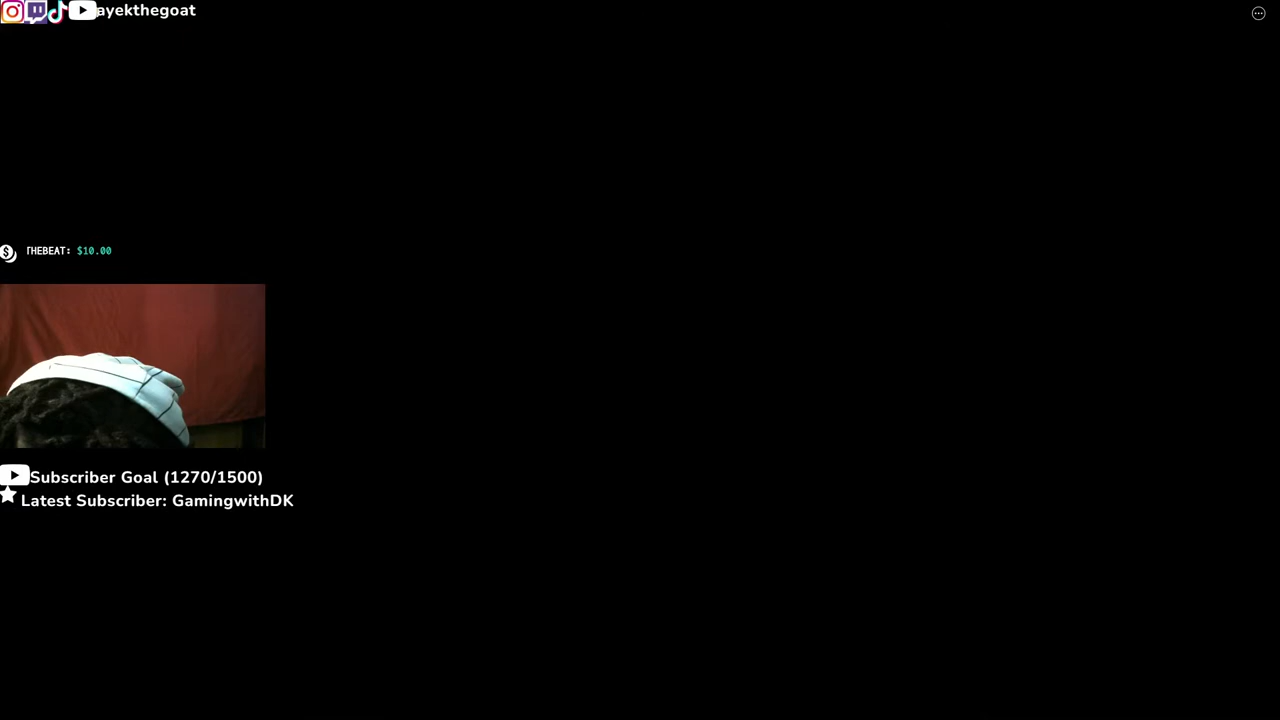 ayekthegoat
THEBEAT: $10.00
Subscriber Goal (1270/1500)
Latest Subscriber: GamingwithDK